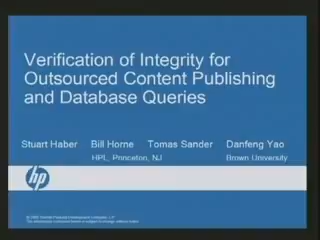 Verification of Integrity for
Outsourced Content Publishing
and Database Queries
Stuart Haber Bill Horne Tomas Sander Danfeng Yao
HPL, Princeton, NJ Brown University
hp